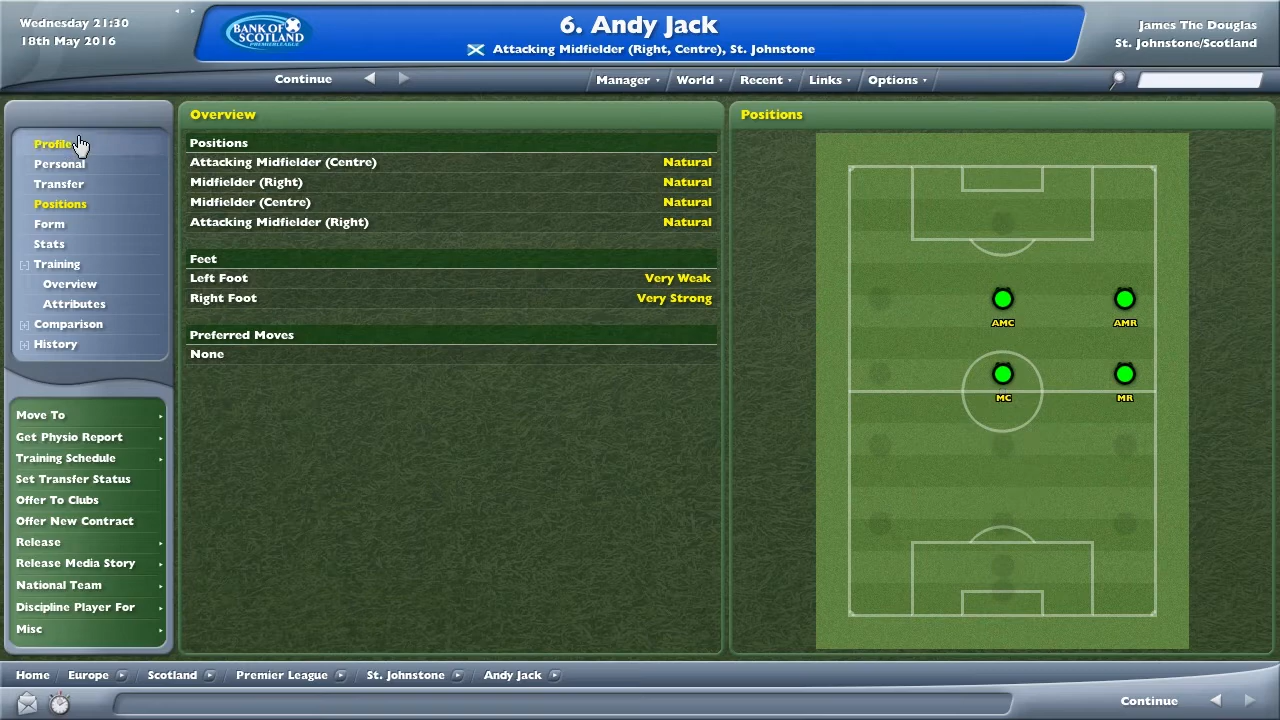 Wednesday 21:30
18th May 2016
BANK OF
SCOTLAND
PREMIERLEAGUE
6. Andy Jack
Attacking Midfielder (Right, Centre), St. Johnstone
James The Douglas
St. Johnstone/Scotland
Continue
Manager
World
Recent
Links
Options
Profile
Personal
Transfer
Positions
Form
Stats
Training
Overview
Attributes
Comparison
History
Move To
Get Physio Report
Training Schedule
Set Transfer Status
Offer To Clubs
Offer New Contract
Release
Release Media Story
National Team
Discipline Player For
Misc
Overview
Positions
Attacking Midfielder (Centre) Natural
Midfielder (Right) Natural
Midfielder (Centre) Natural
Attacking Midfielder (Right) Natural
Feet
Left Foot Very Weak
Right Foot Very Strong
Preferred Moves
None
Positions
AMC AMR
MC MR
Home Europe Scotland Premier League St. Johnstone Andy Jack
Continue